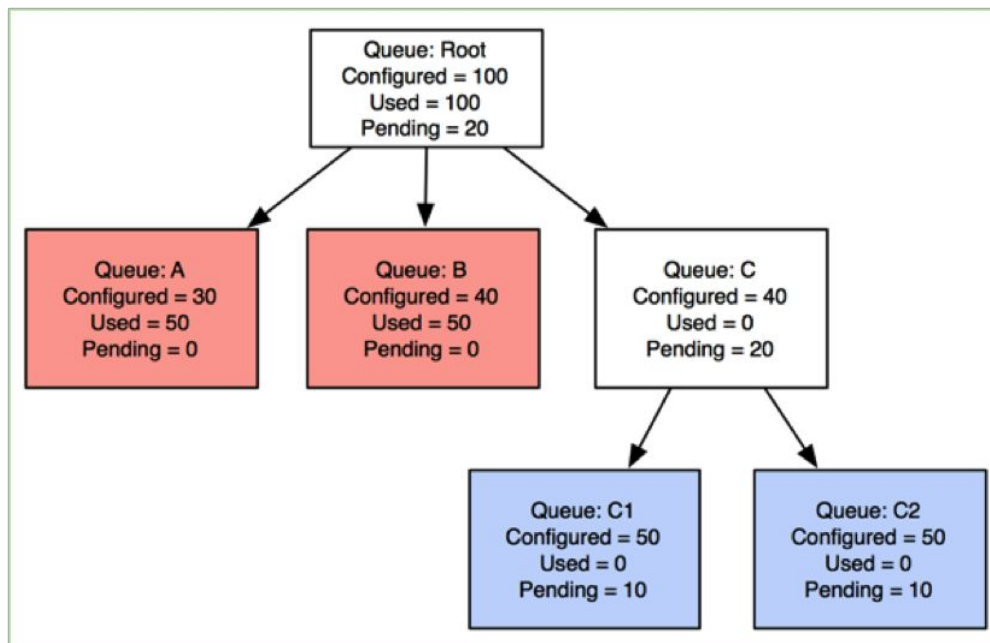 Queue: Root
Configured = 100
Used = 100
Pending = 20
Queue: A
Configured = 30
Used = 50
Pending = 0
Queue: B
Configured = 40
Used = 50
Pending = 0
Queue: C
Configured = 40
Used = 0
Pending = 20
Queue: C1
Configured = 50
Used = 0
Pending = 10
Queue: C2
Configured = 50
Used = 0
Pending = 10